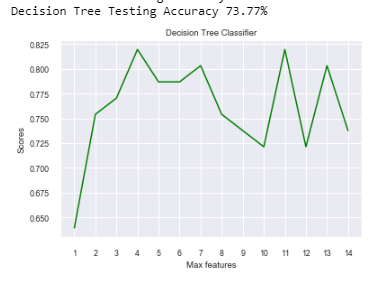 Decision Tree Testing Accuracy 73.77%
Decision Tree Classifier
Scores
0.825
0.800
0.775
0.750
0.725
0.700
0.675
0.650
1 2 3 4 5 6 7 8 9 10 11 12 13 14
Max features